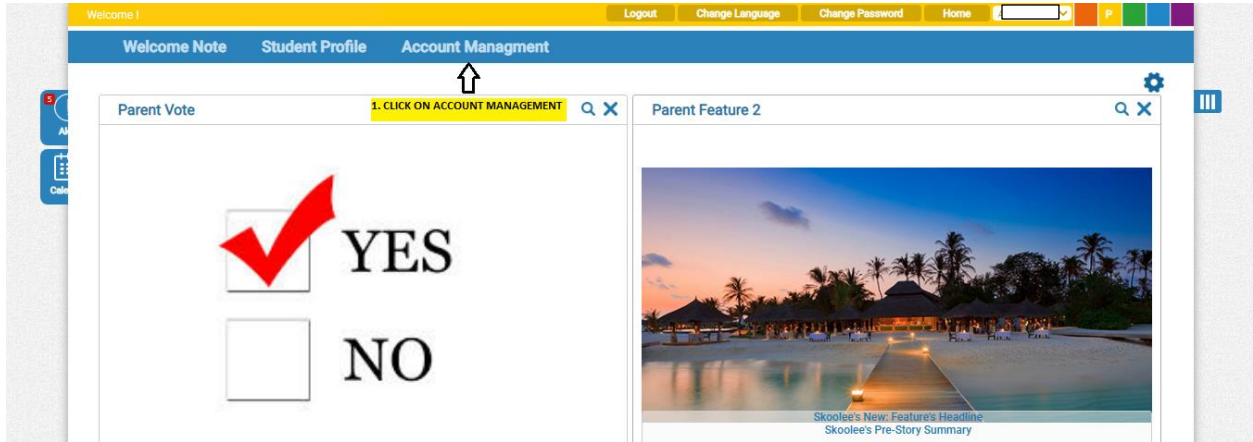 Welcome !
Logout Change Language Change Password Home P
Welcome Note Student Profile Account Managment
5
1. CLICK ON ACCOUNT MANAGEMENT
Parent Vote
Parent Feature 2
YES
NO
Skoolee's New: Feature's Headline
Skoolee's Pre-Story Summary